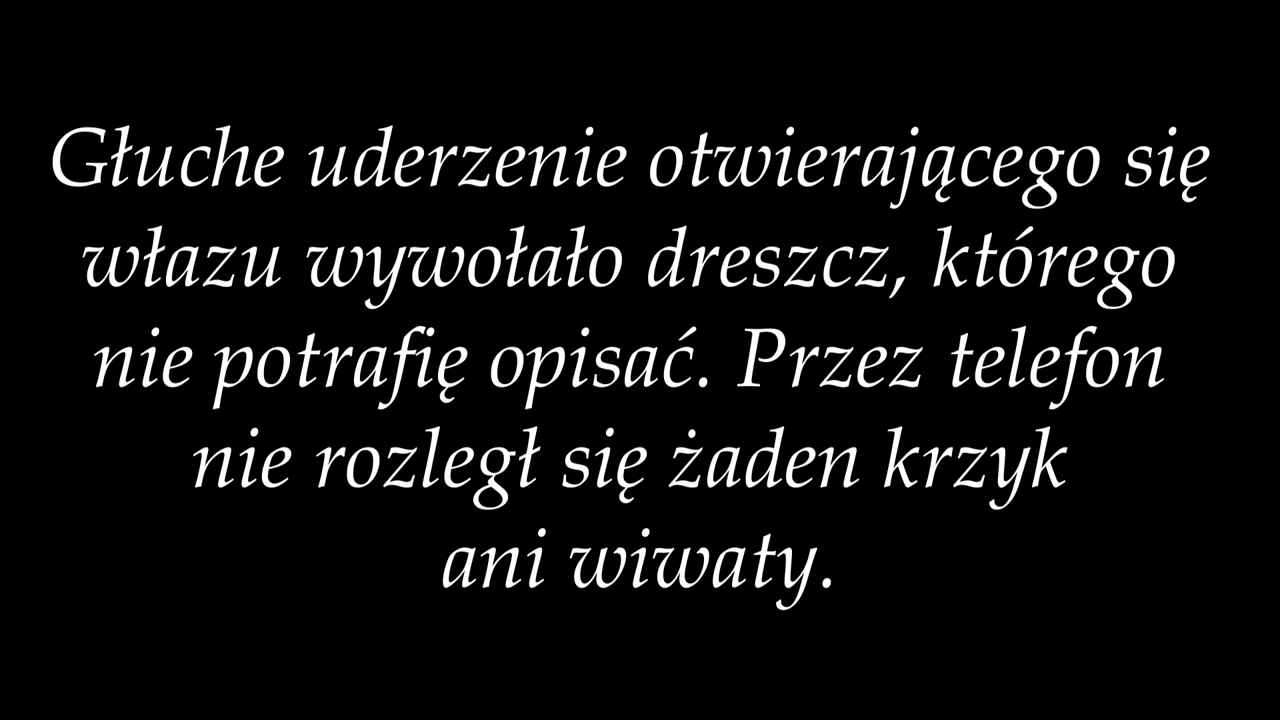 Głuche uderzenie otwierającego się
włazu wywołało dreszcz, którego
nie potrafię opisać. Przez telefon
nie rozległ się żaden krzyk
ani wiwaty.